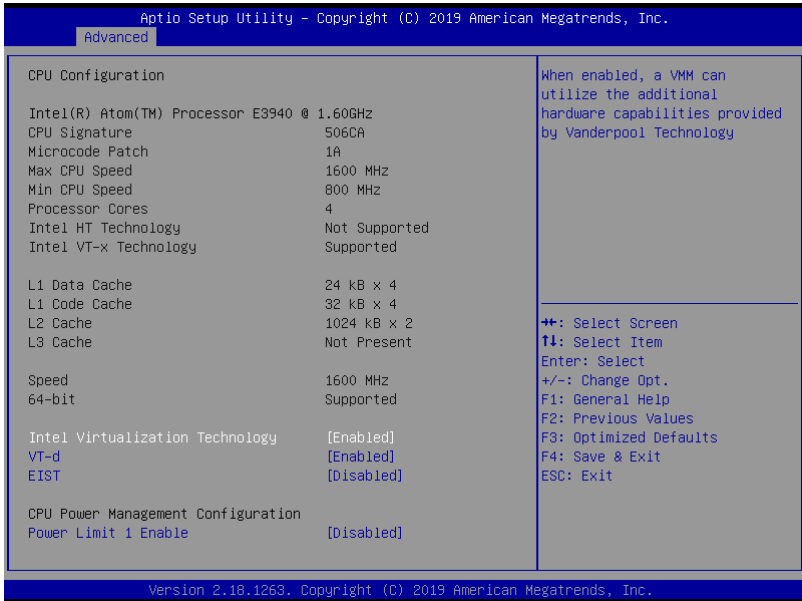 Aptio Setup Utility – Copyright (C) 2019 American Megatrends, Inc.
Advanced
CPU Configuration
Intel(R) Atom(TM) Processor E3940 @ 1.60GHz
CPU Signature 506CA
Microcode Patch 1A
Max CPU Speed 1600 MHz
Min CPU Speed 800 MHz
Processor Cores 4
Intel HT Technology Not Supported
Intel VT-x Technology Supported
L1 Data Cache 24 kB x 4
L1 Code Cache 32 kB x 4
L2 Cache 1024 kB x 2
L3 Cache Not Present
Speed 1600 MHz
64-bit Supported
Intel Virtualization Technology [Enabled]
VT-d [Enabled]
EIST [Disabled]
CPU Power Management Configuration
Power Limit 1 Enable [Disabled]
When enabled, a VMM can
utilize the additional
hardware capabilities provided
by Vanderpool Technology
→←: Select Screen
↑↓: Select Item
Enter: Select
+/-: Change Opt.
F1: General Help
F2: Previous Values
F3: Optimized Defaults
F4: Save & Exit
ESC: Exit
Version 2.18.1263. Copyright (C) 2019 American Megatrends, Inc.